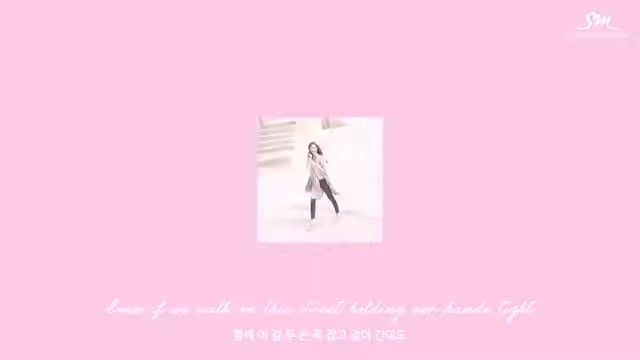 SM
Even if we walk on this street holding our hands tight
함께 이 길 두 손 꼭 잡고 걸어 간대도